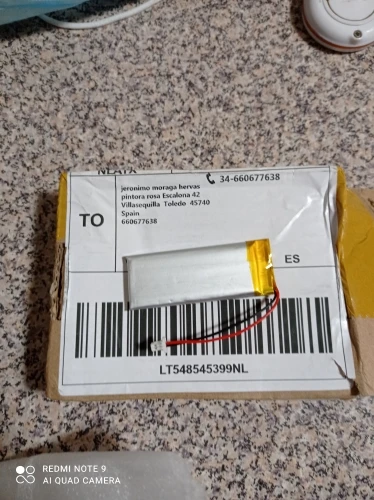 34-660677638
jeronimo moraga hervas
pintora rosa Escalona 42
Villasequilla Toledo 45740
Spain
660677638
TO
ES
LT548545399NL
REDMI NOTE 9
AI QUAD CAMERA